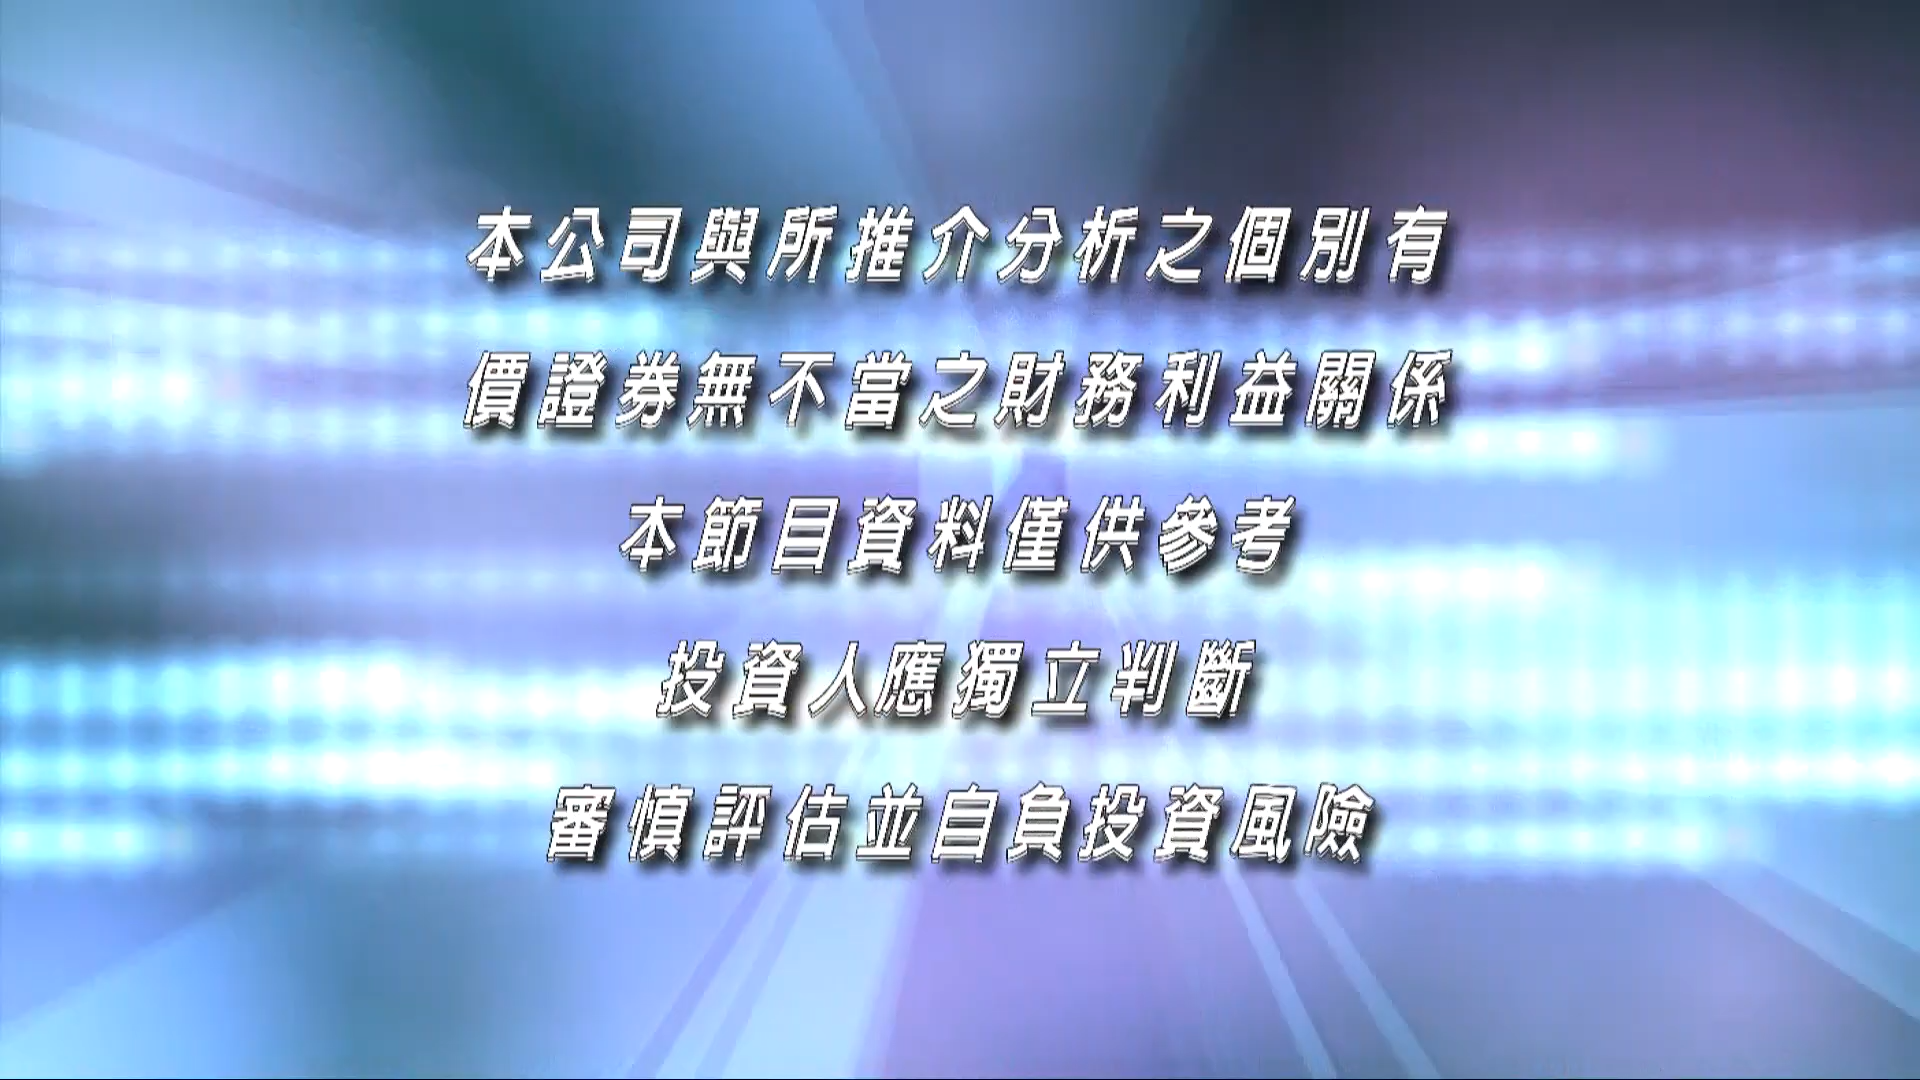 本公司與所推介分析之個別有
價證券無不當之財務利益關係
本節目資料僅供參考
投資人應獨立判斷
審慎評估並自負投資風險